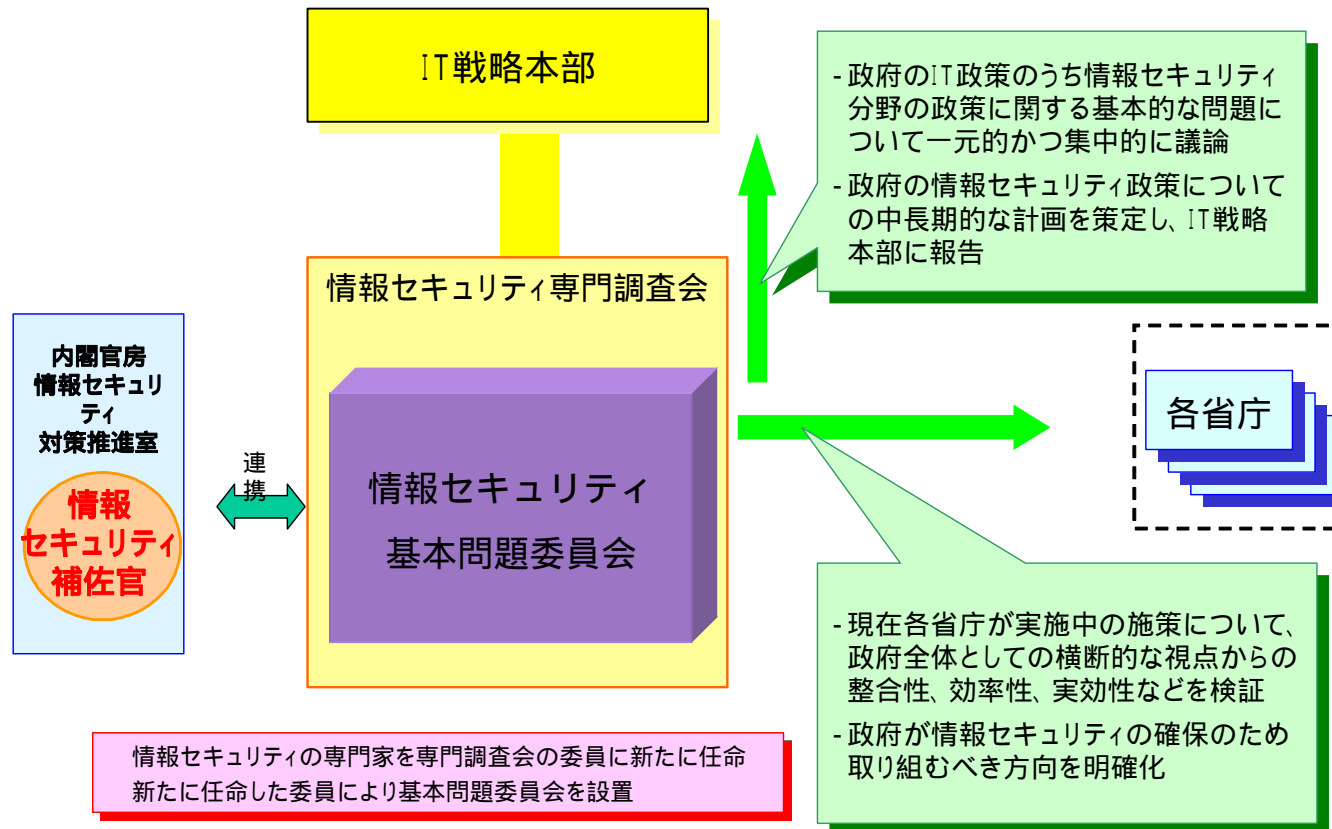 IT戦略本部
- 政府のIT政策のうち情報セキュリティ
分野の政策に関する基本的な問題に
ついて一元的かつ集中的に議論
- 政府の情報セキュリティ政策について
の中長期的な計画を策定し、IT戦略
本部に報告
情報セキュリティ専門調査会
内閣官房
情報セキュリ
ティ
対策推進室
情報
セキュリティ
補佐官
連
携
情報セキュリティ
基本問題委員会
各省庁
- 現在各省庁が実施中の施策について、
政府全体としての横断的な視点からの
整合性、効率性、実効性などを検証
- 政府が情報セキュリティの確保のため
取り組むべき方向を明確化
情報セキュリティの専門家を専門調査会の委員に新たに任命
新たに任命した委員により基本問題委員会を設置